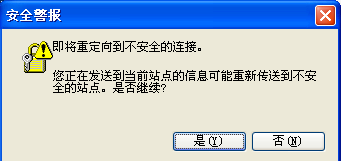 安全警报
即将重定向到不安全的连接。
您正在发送到当前站点的信息可能重新传送到不安
全的站点。是否继续?
是(Y)
否(N)